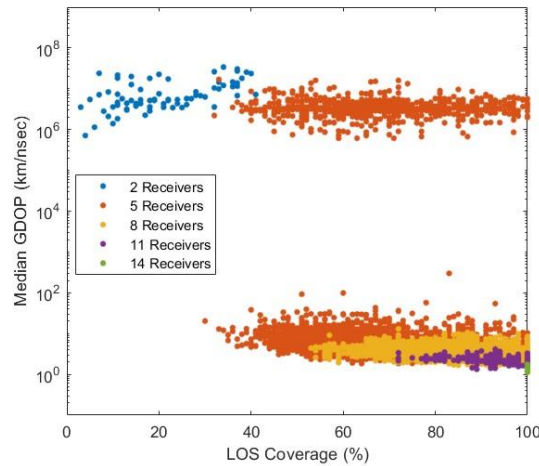 10^8
10^6
10^4
10^2
10^0
Median GDOP (km/nsec)
2 Receivers
5 Receivers
8 Receivers
11 Receivers
14 Receivers
0 20 40 60 80 100
LOS Coverage (%)